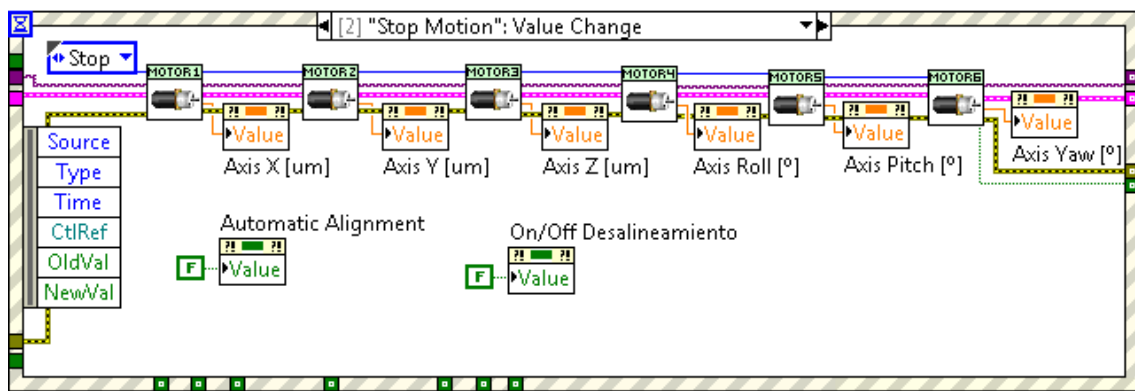 [2] "Stop Motion": Value Change
Stop
MOTOR1 MOTOR2 MOTOR3 MOTOR4 MOTOR5 MOTOR6
?! ?! ?! ?! ?! ?! ?! ?! ?! ?! ?! ?!
Value Value Value Value Value Value
Axis X [um] Axis Y [um] Axis Z [um] Axis Roll [º] Axis Pitch [º] Axis Yaw [º]
Source
Type
Time
CtlRef
OldVal
NewVal
Automatic Alignment
?! ?!
F Value
On/Off Desalineamiento
?! ?!
F Value